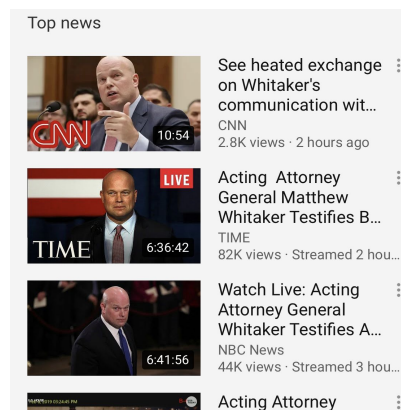 Top news
See heated exchange
on Whitaker's
communication wit...
CNN
10:54
CNN
2.8K views · 2 hours ago
LIVE
Acting Attorney
General Matthew
Whitaker Testifies B...
TIME
6:36:42
TIME
82K views · Streamed 2 hou...
Watch Live: Acting
Attorney General
Whitaker Testifies A...
6:41:56
NBC News
44K views · Streamed 3 hou...
Acting Attorney